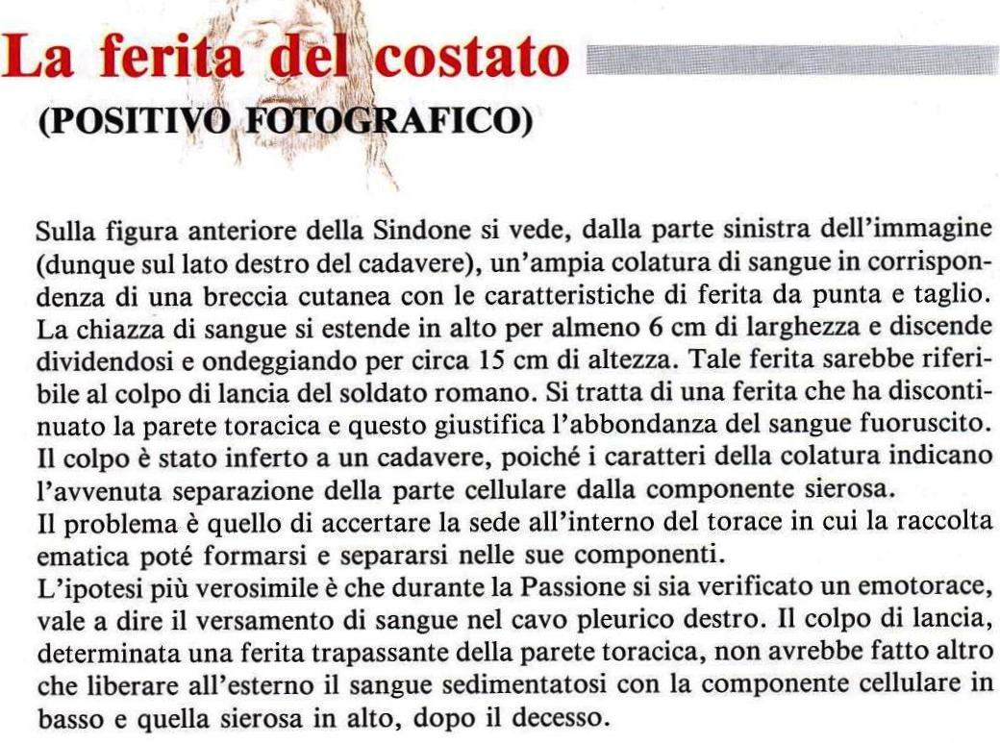 La ferita del costato
(POSITIVO FOTOGRAFICO)
Sulla figura anteriore della Sindone si vede, dalla parte sinistra dell'immagine
(dunque sul lato destro del cadavere), un'ampia colatura di sangue in corrispon-
denza di una breccia cutanea con le caratteristiche di ferita da punta e taglio.
La chiazza di sangue si estende in alto per almeno 6 cm di larghezza e discende
dividendosi e ondeggiando per circa 15 cm di altezza. Tale ferita sarebbe riferi-
bile al colpo di lancia del soldato romano. Si tratta di una ferita che ha disconti-
nuato la parete toracica e questo giustifica l'abbondanza del sangue fuoruscito.
Il colpo è stato inferto a un cadavere, poiché i caratteri della colatura indicano
l'avvenuta separazione della parte cellulare dalla componente sierosa.
Il problema è quello di accertare la sede all'interno del torace in cui la raccolta
ematica poté formarsi e separarsi nelle sue componenti.
L'ipotesi più verosimile è che durante la Passione si sia verificato un emotorace,
vale a dire il versamento di sangue nel cavo pleurico destro. Il colpo di lancia,
determinata una ferita trapassante della parete toracica, non avrebbe fatto altro
che liberare all'esterno il sangue sedimentatosi con la componente cellulare in
basso e quella sierosa in alto, dopo il decesso.